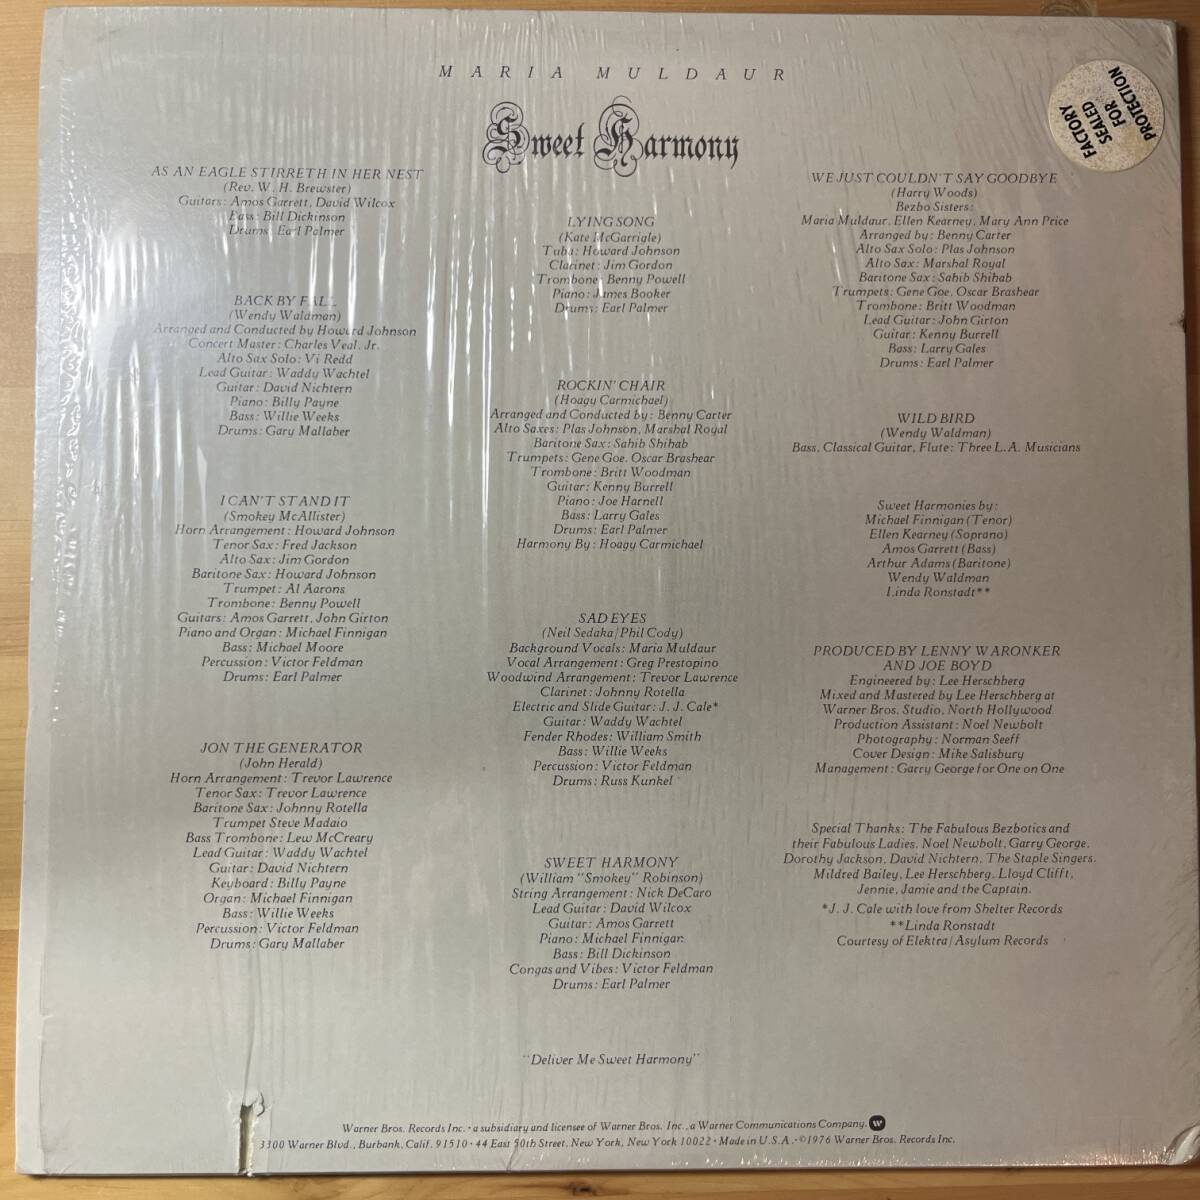 MARIA MULDAUR
Sweet Harmony
FACTORY
SEALED
FOR
PROTECTION
AS AN EAGLE STIRRETH IN HER NEST
(Rev. W. H. Brewster)
Guitars: Amos Garrett, David Wilcox
Bass: Bill Dickinson
Drums: Earl Palmer
BACK BY FALL
(Wendy Waldman)
Arranged and Conducted by Howard Johnson
Concert Master: Charles Veal, Jr.
Alto Sax Solo: Vi Redd
Lead Guitar: Waddy Wachtel
Guitar: David Nichtern
Piano: Billy Payne
Bass: Willie Weeks
Drums: Gary Mallaber
I CAN'T STAND IT
(Smokey McAllister)
Horn Arrangement: Howard Johnson
Tenor Sax: Fred Jackson
Alto Sax: Jim Gordon
Baritone Sax: Howard Johnson
Trumpet: Al Aarons
Trombone: Benny Powell
Guitars: Amos Garrett, John Girton
Piano and Organ: Michael Finnigan
Bass: Michael Moore
Percussion: Victor Feldman
Drums: Earl Palmer
JON THE GENERATOR
(John Herald)
Horn Arrangement: Trevor Lawrence
Tenor Sax: Trevor Lawrence
Baritone Sax: Johnny Rotella
Trumpet Steve Madaio
Bass Trombone: Lew McCreary
Lead Guitar: Waddy Wachtel
Guitar: David Nichtern
Keyboard: Billy Payne
Organ: Michael Finnigan
Bass: Willie Weeks
Percussion: Victor Feldman
Drums: Gary Mallaber
LYING SONG
(Kate McGarrigle)
Tuba: Howard Johnson
Clarinet: Jim Gordon
Trombone: Benny Powell
Piano: James Booker
Drums: Earl Palmer
ROCKIN' CHAIR
(Hoagy Carmichael)
Arranged and Conducted by: Benny Carter
Alto Saxes: Plas Johnson, Marshal Royal
Baritone Sax: Sahib Shihab
Trumpets: Gene Goe, Oscar Brashear
Trombone: Britt Woodman
Guitar: Kenny Burrell
Piano: Joe Harnell
Bass: Larry Gales
Drums: Earl Palmer
Harmony By: Hoagy Carmichael
SAD EYES
(Neil Sedaka/Phil Cody)
Background Vocals: Maria Muldaur
Vocal Arrangement: Greg Prestopino
Woodwind Arrangement: Trevor Lawrence
Clarinet: Johnny Rotella
Electric and Slide Guitar: J. J. Cale*
Guitar: Waddy Wachtel
Fender Rhodes: William Smith
Bass: Willie Weeks
Percussion: Victor Feldman
Drums: Russ Kunkel
SWEET HARMONY
(William "Smokey" Robinson)
String Arrangement: Nick DeCaro
Lead Guitar: David Wilcox
Guitar: Amos Garrett
Piano: Michael Finnigan
Bass: Bill Dickinson
Congas and Vibes: Victor Feldman
Drums: Earl Palmer
WE JUST COULDN'T SAY GOODBYE
(Harry Woods)
Bezbo Sisters:
Maria Muldaur, Ellen Kearney, Mary Ann Price
Arranged by: Benny Carter
Alto Sax Solo: Plas Johnson
Alto Sax: Marshal Royal
Baritone Sax: Sahib Shihab
Trumpets: Gene Goe, Oscar Brashear
Trombone: Britt Woodman
Lead Guitar: John Girton
Guitar: Kenny Burrell
Bass: Larry Gales
Drums: Earl Palmer
WILD BIRD
(Wendy Waldman)
Bass, Classical Guitar, Flute: Three L.A. Musicians
Sweet Harmonies by:
Michael Finnigan (Tenor)
Ellen Kearney (Soprano)
Amos Garrett (Bass)
Arthur Adams (Baritone)
Wendy Waldman
Linda Ronstadt**
PRODUCED BY LENNY WARONKER
AND JOE BOYD
Engineered by: Lee Herschberg
Mixed and Mastered by Lee Herschberg at
Warner Bros. Studio, North Hollywood
Production Assistant: Noel Newbolt
Photography: Norman Seeff
Cover Design: Mike Salisbury
Management: Garry George for One on One
Special Thanks: The Fabulous Bezbotics and
their Fabulous Ladies, Noel Newbolt, Garry George,
Dorothy Jackson, David Nichtern, The Staple Singers,
Mildred Bailey, Lee Herschberg, Lloyd Clifft,
Jennie, Jamie and the Captain.
*J. J. Cale with love from Shelter Records
**Linda Ronstadt
Courtesy of Elektra/Asylum Records
"Deliver Me Sweet Harmony"
Warner Bros. Records Inc. • a subsidiary and licensee of Warner Bros. Inc., a Warner Communications Company.
3300 Warner Blvd., Burbank, Calif. 91510 • 44 East 50th Street, New York, New York 10022 • Made in U.S.A. • ©1976 Warner Bros. Records Inc.